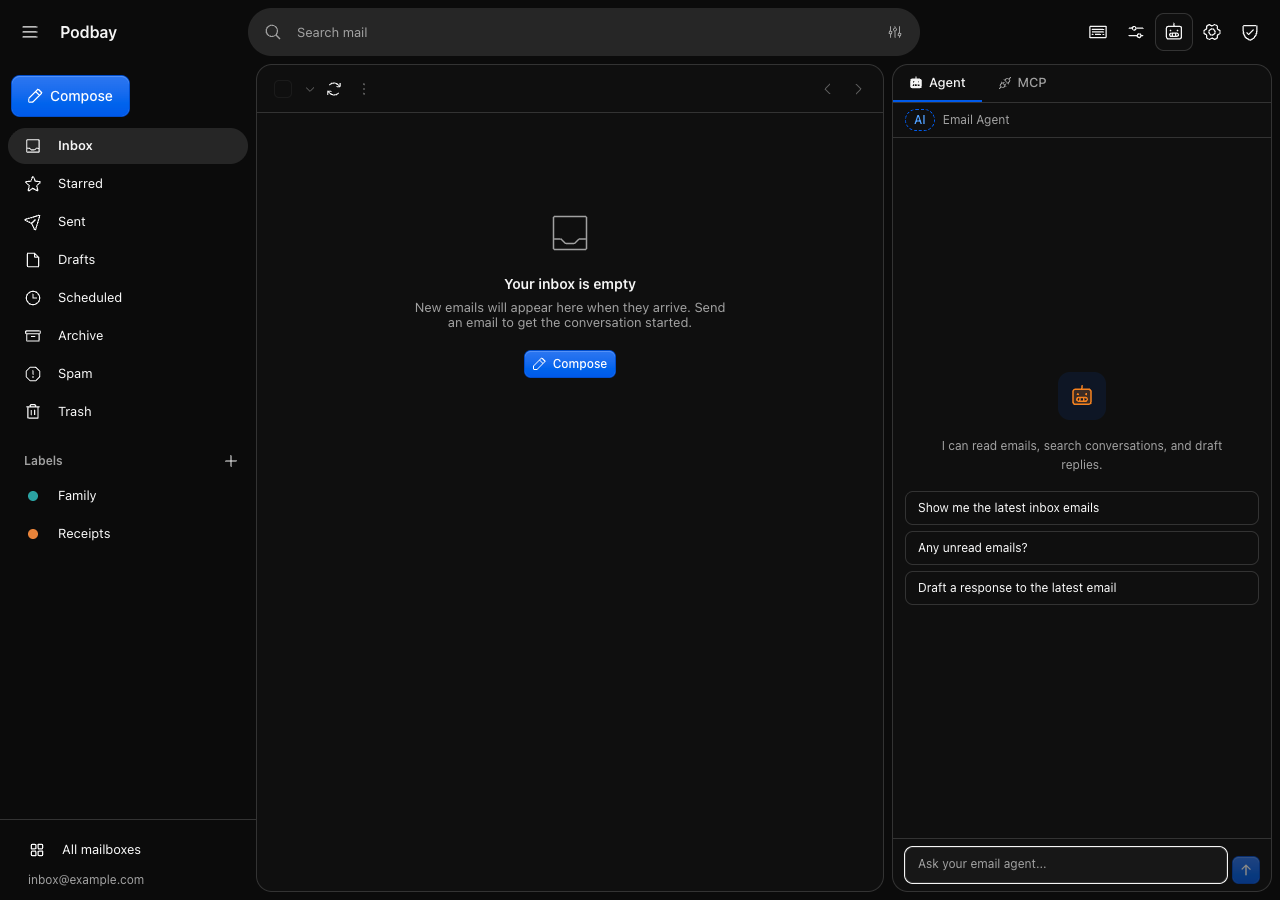 Podbay
Search mail
Compose
Inbox
Starred
Sent
Drafts
Scheduled
Archive
Spam
Trash
Labels
Family
Receipts
All mailboxes
inbox@example.com
Your inbox is empty
New emails will appear here when they arrive. Send
an email to get the conversation started.
Compose
Agent
MCP
AI
Email Agent
I can read emails, search conversations, and draft
replies.
Show me the latest inbox emails
Any unread emails?
Draft a response to the latest email
Ask your email agent...